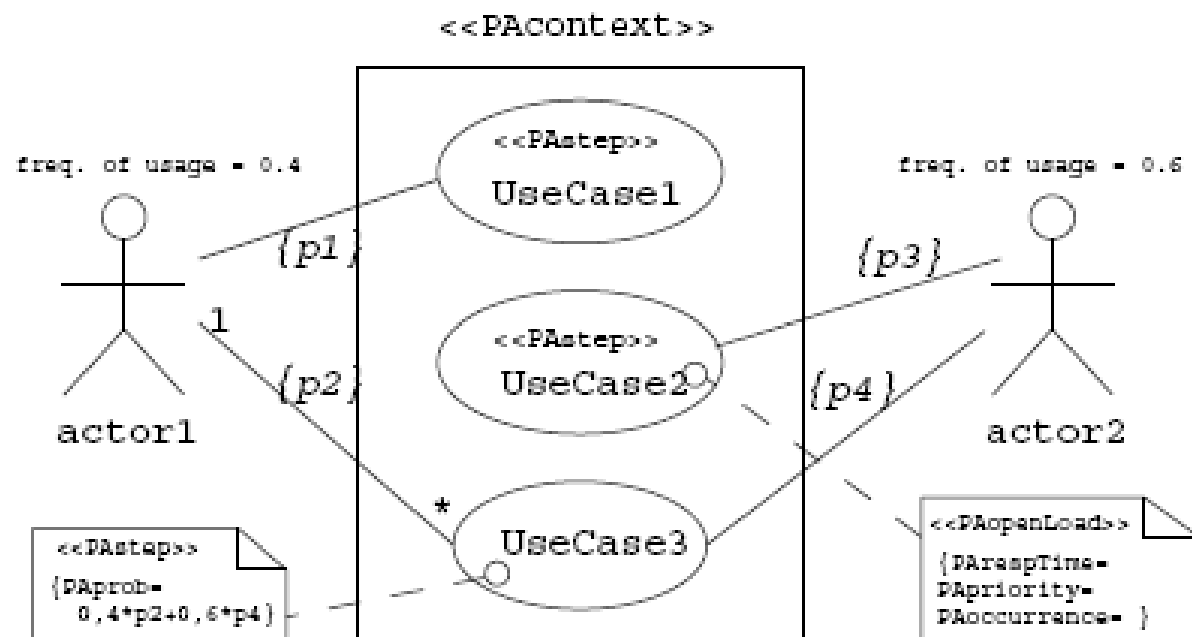 <<PAcontext>>
<<PAstep>>
UseCase1
freq. of usage = 0.4
freq. of usage = 0.6
{p1}
{p3}
1
<<PAstep>>
UseCase2
{p2}
{p4}
actor1
actor2
*
UseCase3
<<PAstep>>
{PAprob=
0,4*p2+0,6*p4}
<<PAopenLoad>>
{PArespTime=
PApriority=
PAoccurrence= }